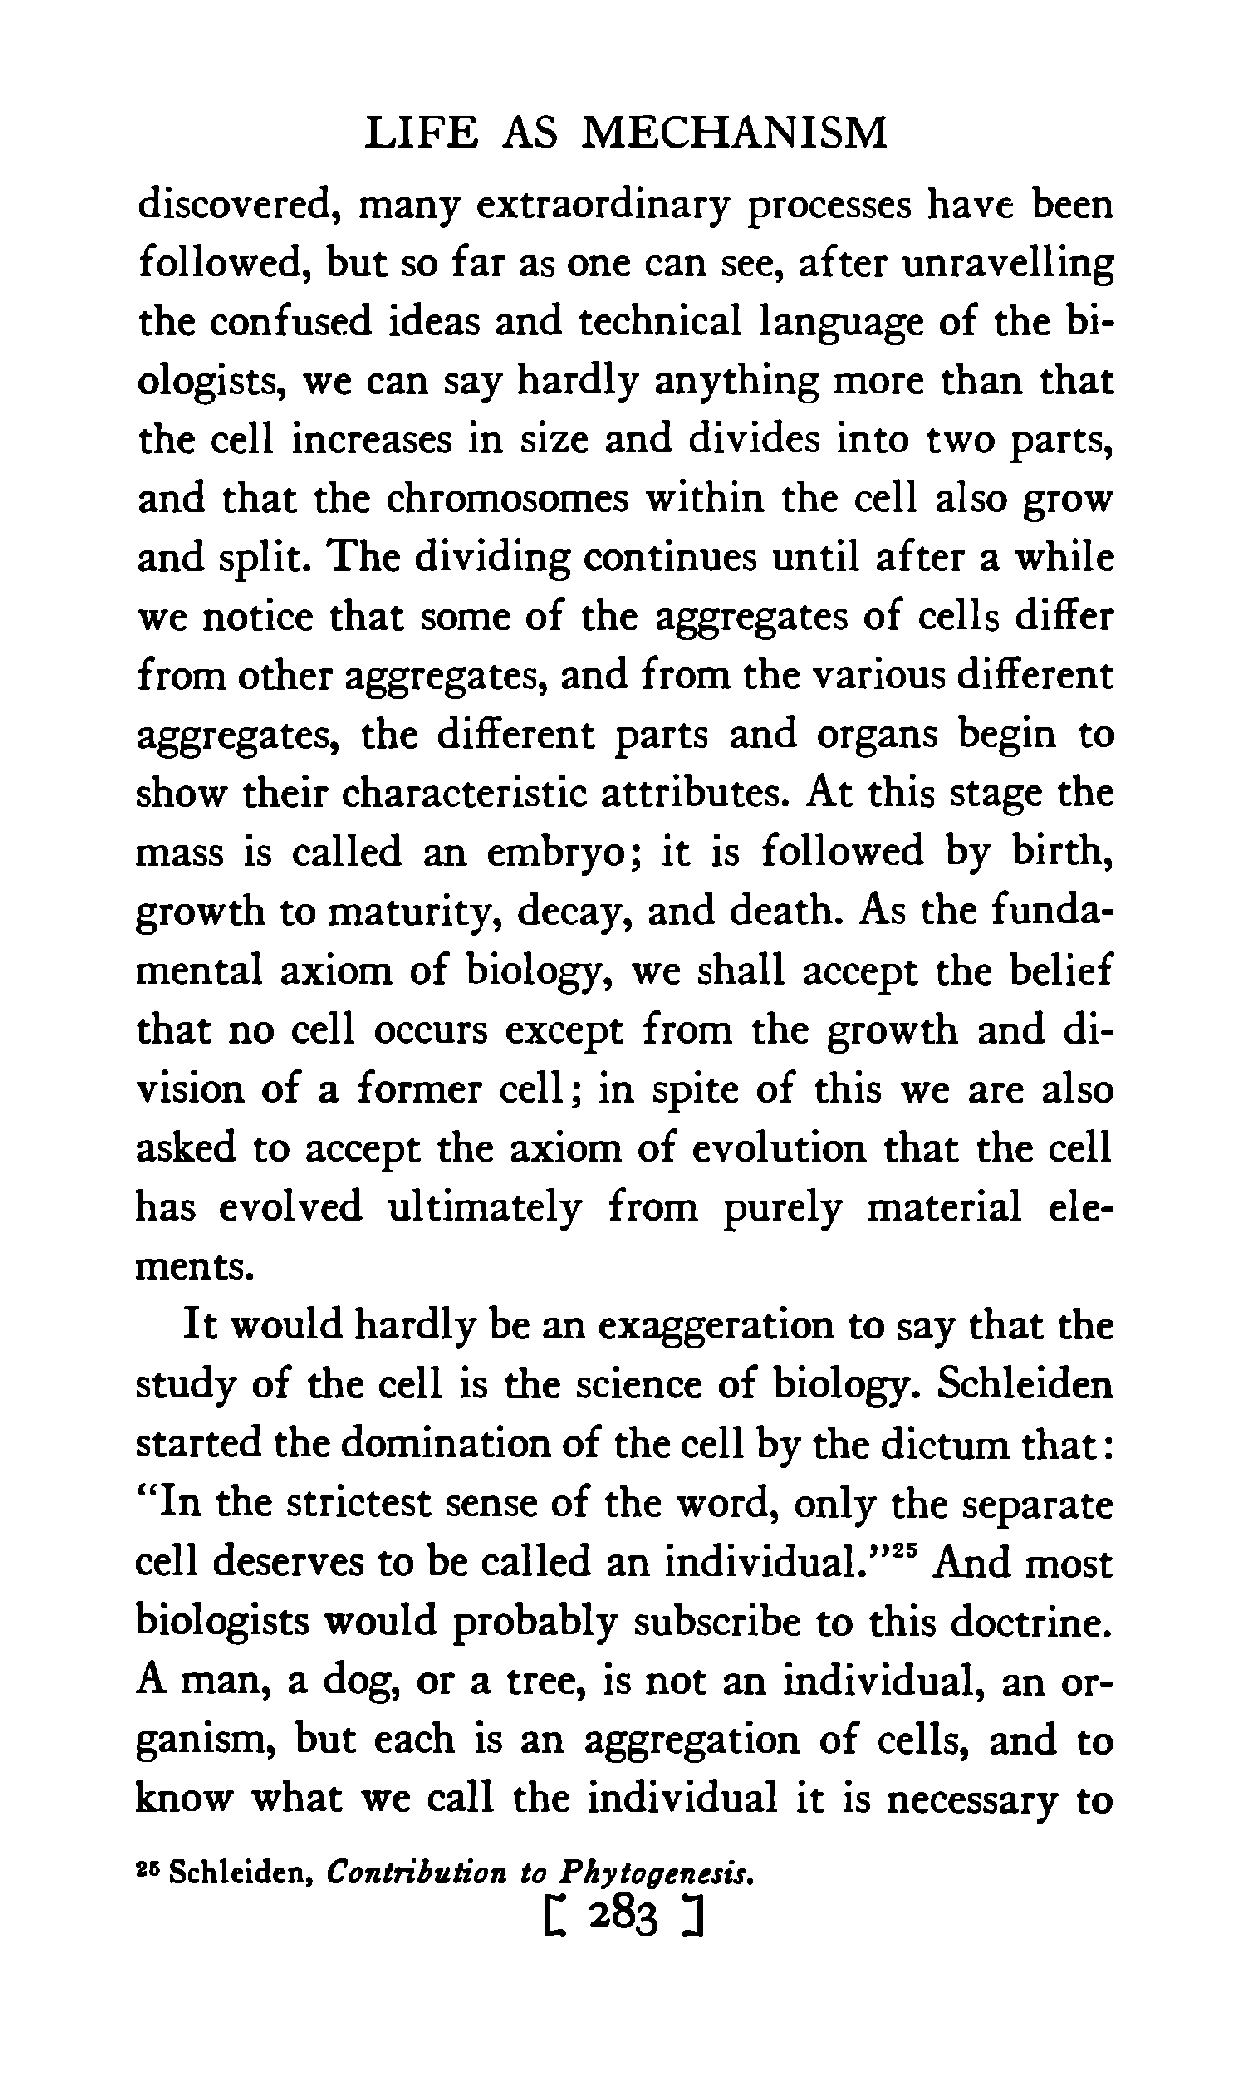 LIFE AS MECHANISM
discovered, many extraordinary processes have been
followed, but so far as one can see, after unravelling
the confused ideas and technical language of the bi-
ologists, we can say hardly anything more than that
the cell increases in size and divides into two parts,
and that the chromosomes within the cell also grow
and split. The dividing continues until after a while
we notice that some of the aggregates of cells differ
from other aggregates, and from the various different
aggregates, the different parts and organs begin to
show their characteristic attributes. At this stage the
mass is called an embryo; it is followed by birth,
growth to maturity, decay, and death. As the funda-
mental axiom of biology, we shall accept the belief
that no cell occurs except from the growth and di-
vision of a former cell; in spite of this we are also
asked to accept the axiom of evolution that the cell
has evolved ultimately from purely material ele-
ments.
It would hardly be an exaggeration to say that the
study of the cell is the science of biology. Schleiden
started the domination of the cell by the dictum that:
“In the strictest sense of the word, only the separate
cell deserves to be called an individual.”²⁵ And most
biologists would probably subscribe to this doctrine.
A man, a dog, or a tree, is not an individual, an or-
ganism, but each is an aggregation of cells, and to
know what we call the individual it is necessary to
²⁵ Schleiden, Contribution to Phytogenesis.
[ 283 ]